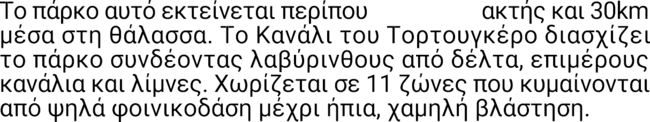 Το πάρκο αυτό εκτείνεται περίπου ακτής και 30km
μέσα στη θάλασσα. Το Κανάλι του Τορτουγκέρο διασχίζει
το πάρκο συνδέοντας λαβύρινθους από δέλτα, επιμέρους
κανάλια και λίμνες. Χωρίζεται σε 11 ζώνες που κυμαίνονται
από ψηλά φοινικοδάση μέχρι ήπια, χαμηλή βλάστηση.